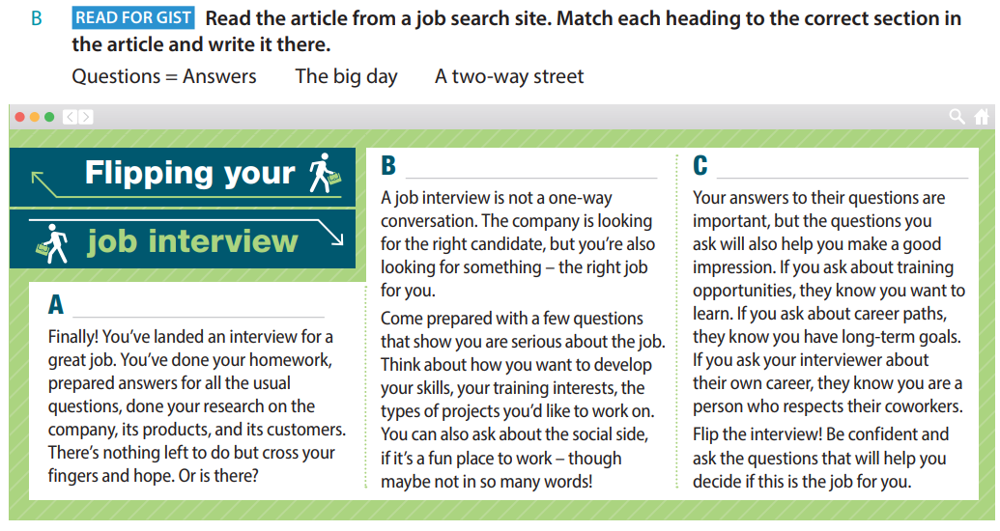 B READ FOR GIST Read the article from a job search site. Match each heading to the correct section in
the article and write it there.
Questions = Answers The big day A two-way street
Flipping your
job interview
A
Finally! You’ve landed an interview for a
great job. You’ve done your homework,
prepared answers for all the usual
questions, done your research on the
company, its products, and its customers.
There’s nothing left to do but cross your
fingers and hope. Or is there?
B
A job interview is not a one-way
conversation. The company is looking
for the right candidate, but you’re also
looking for something – the right job
for you.
Come prepared with a few questions
that show you are serious about the job.
Think about how you want to develop
your skills, your training interests, the
types of projects you’d like to work on.
You can also ask about the social side,
if it’s a fun place to work – though
maybe not in so many words!
C
Your answers to their questions are
important, but the questions you
ask will also help you make a good
impression. If you ask about training
opportunities, they know you want to
learn. If you ask about career paths,
they know you have long-term goals.
If you ask your interviewer about
their own career, they know you are a
person who respects their coworkers.
Flip the interview! Be confident and
ask the questions that will help you
decide if this is the job for you.